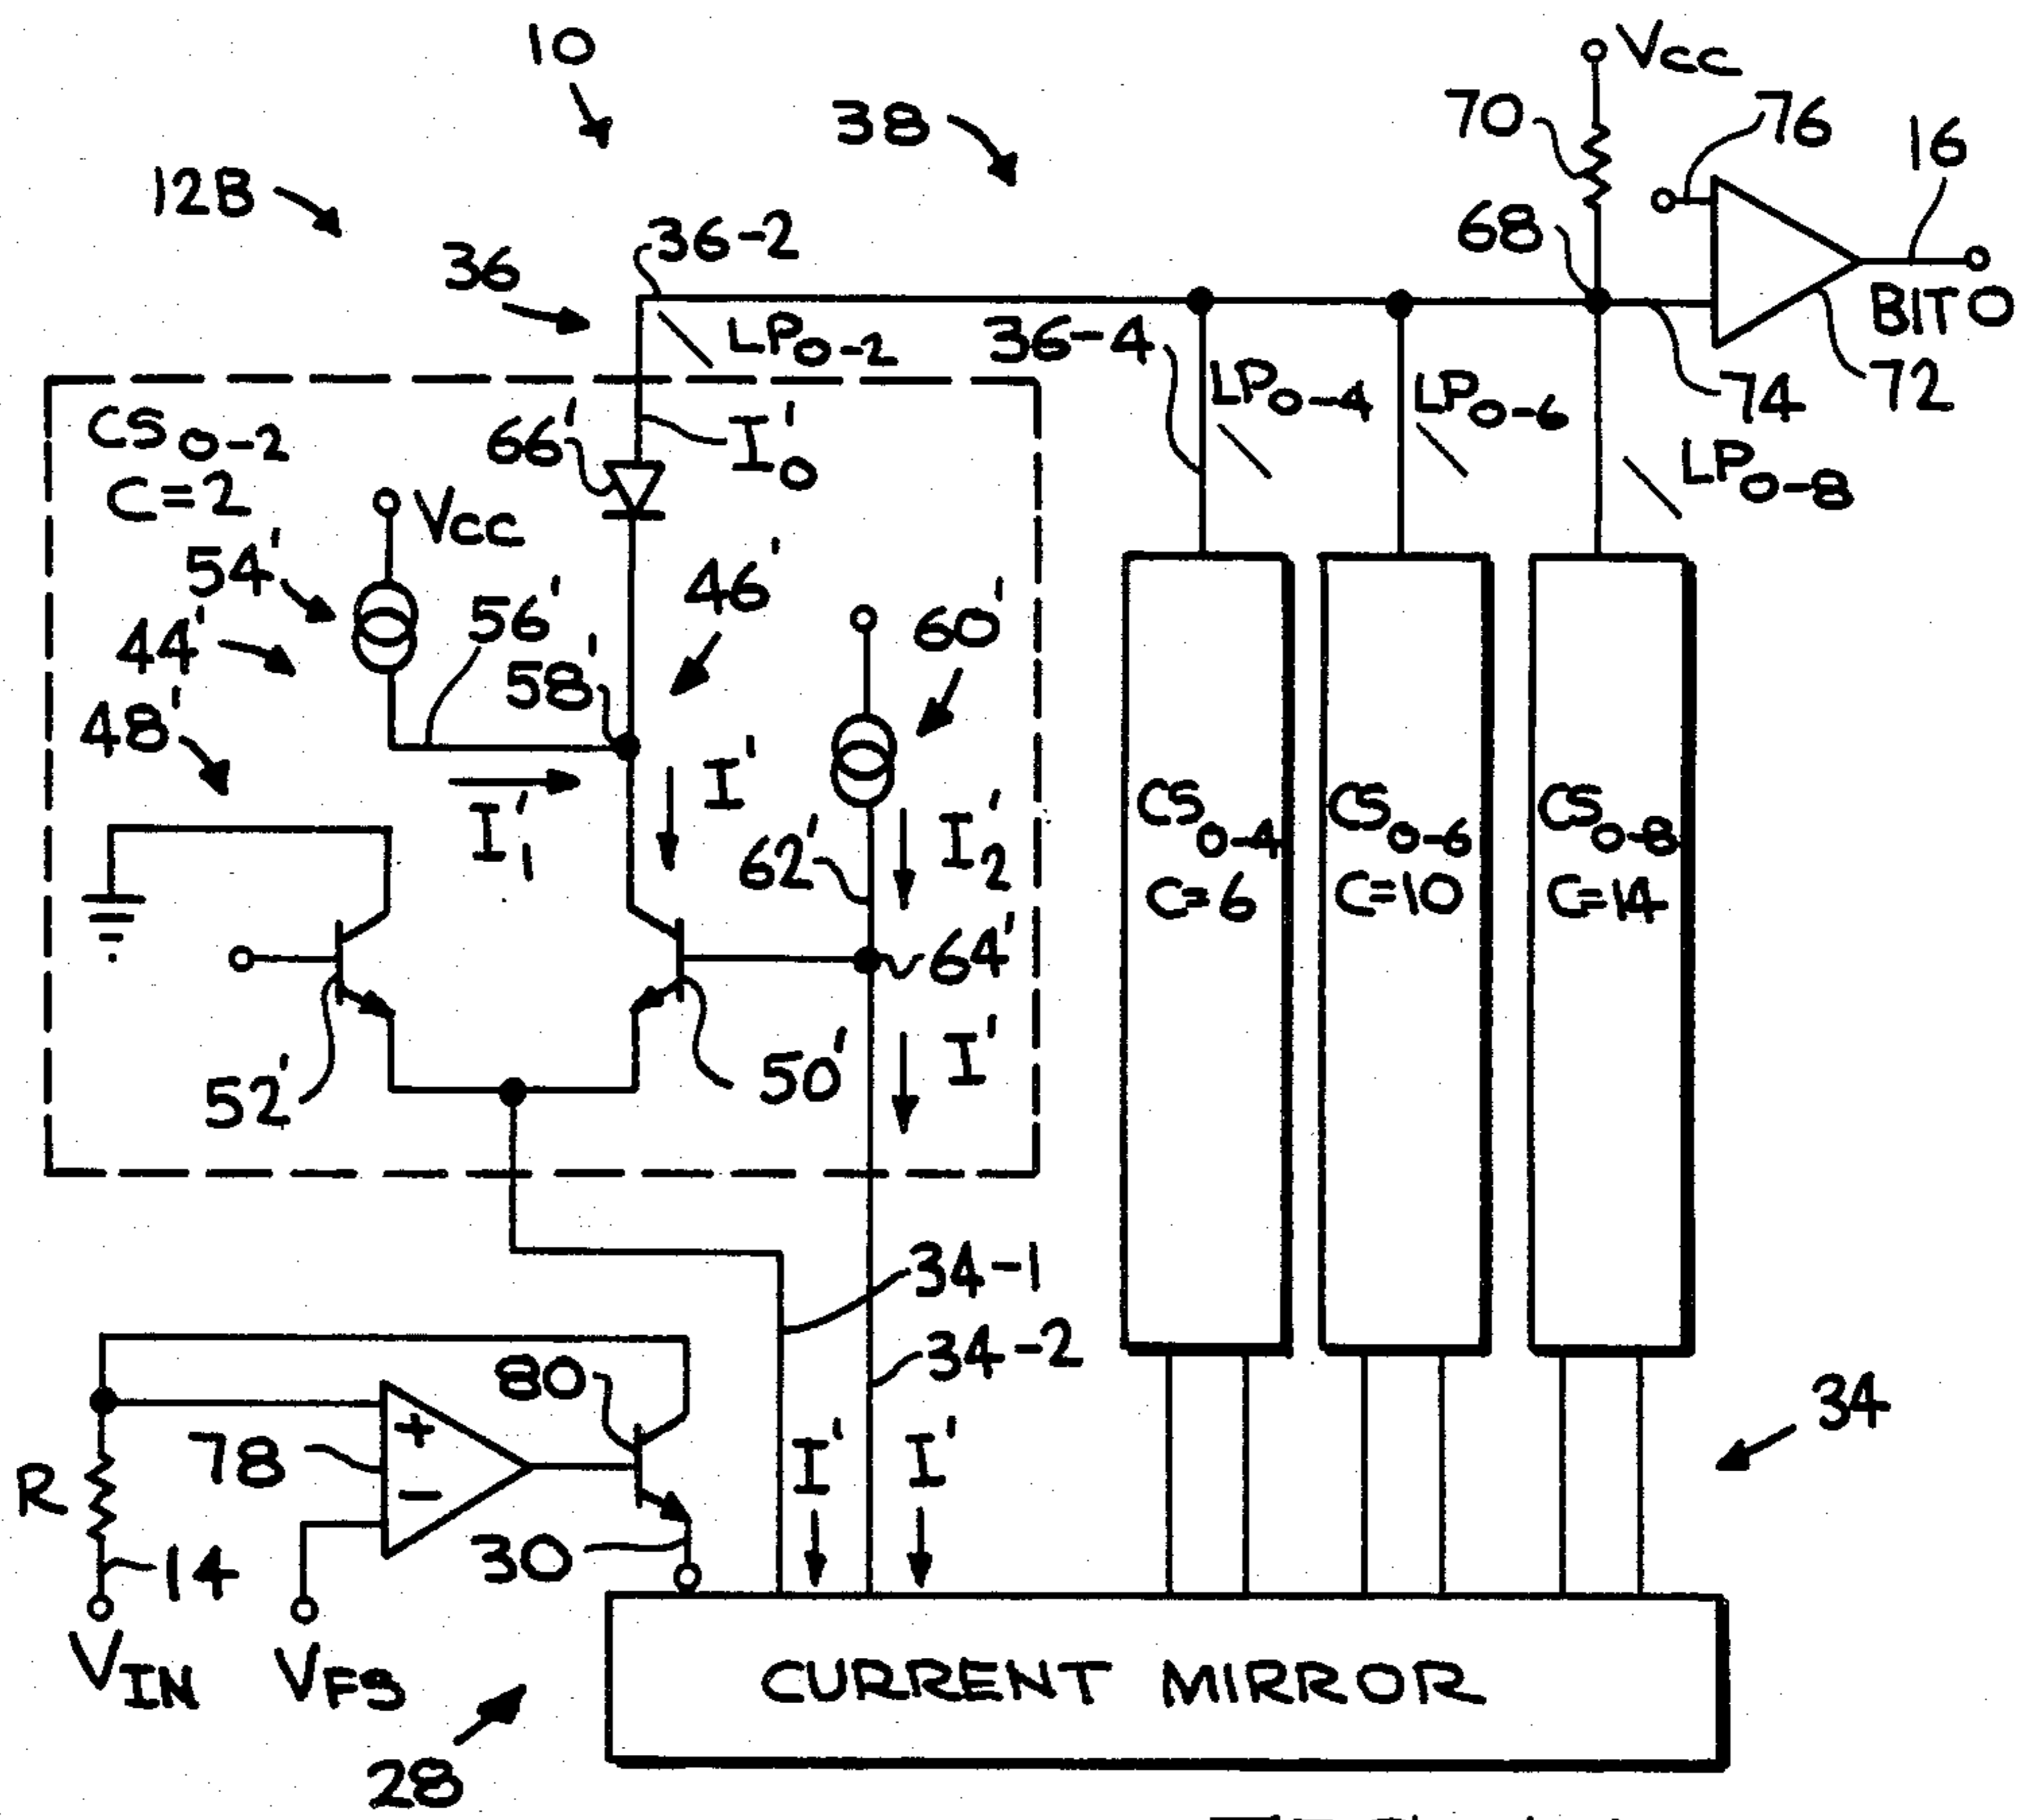 10
38
Vcc
70
76
16
12B
68
36-2
36
LP0-2
36-4
LP0-4
LP0-6
BIT 0
74
72
CS0-2
C=2
66'
I'0
LP0-8
Vcc
54'
56'
46'
60'
44'
58'
48'
I'
I'1
I'2
62'
CS0-4
C=6
CS0-6
C=10
CS0-8
C=14
64'
52'
50'
I'
34-1
34-2
80
34
R
78
+
−
I'
I'
30
14
VIN
VFS
CURRENT MIRROR
28